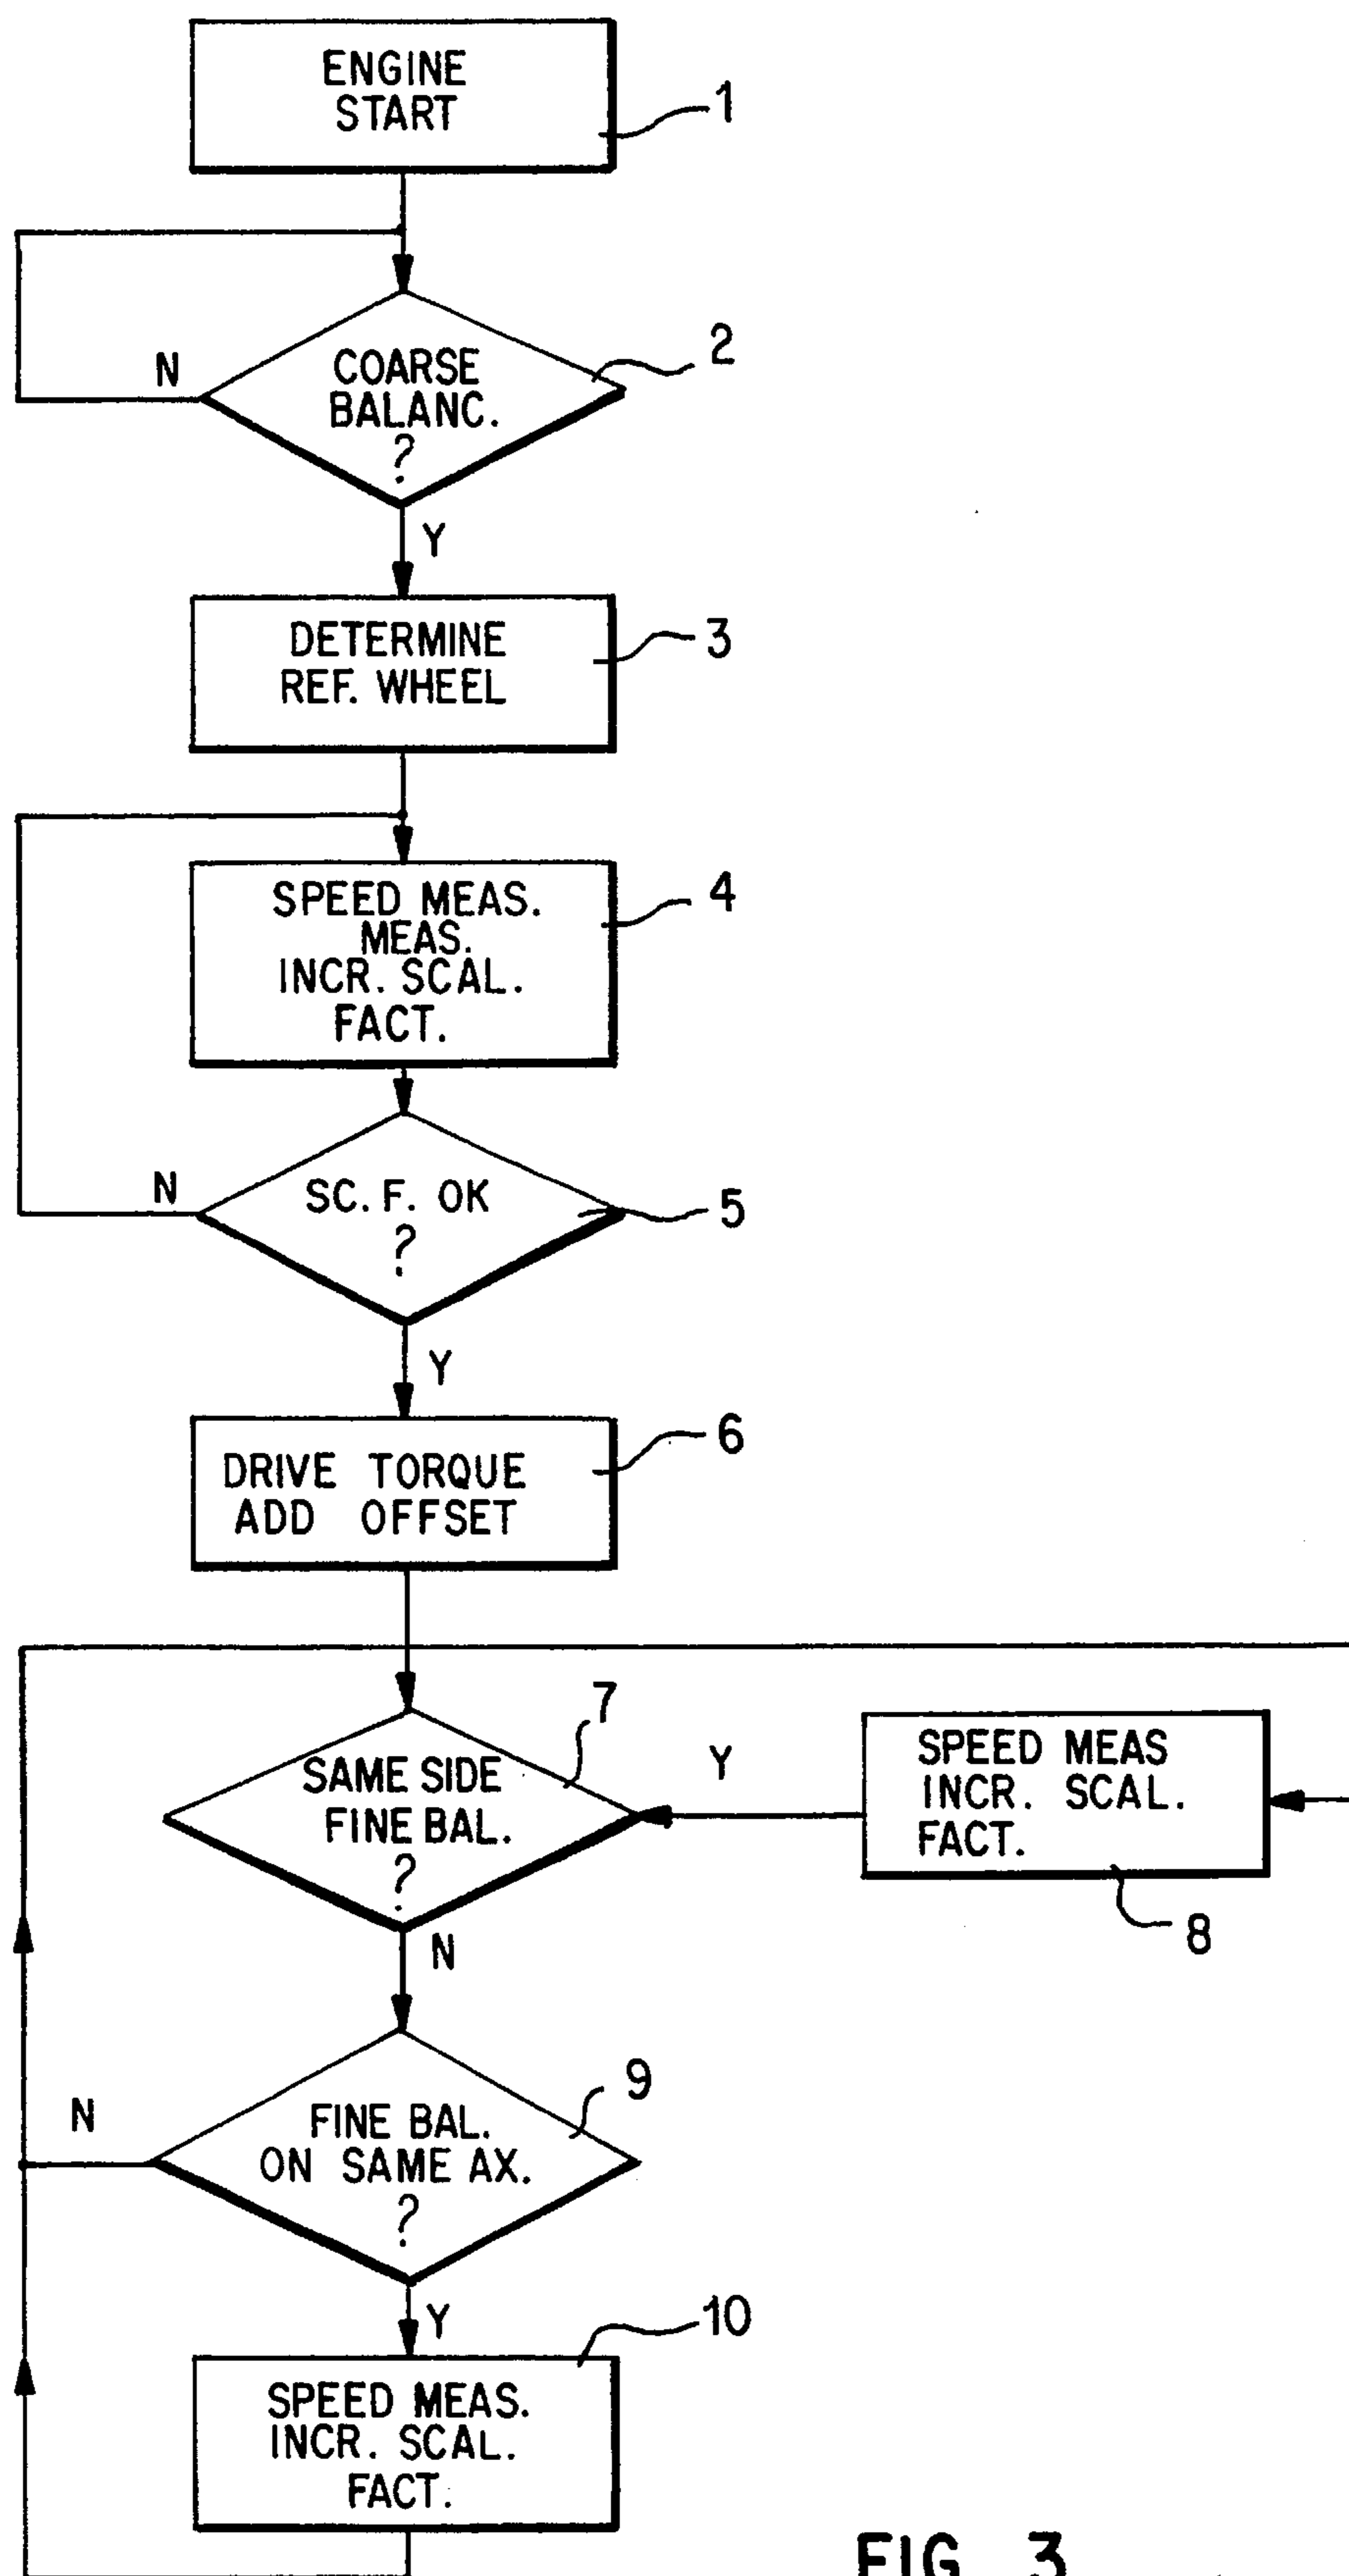 ENGINE
START
1
N
COARSE
BALANC.
?
2
Y
DETERMINE
REF. WHEEL
3
SPEED MEAS.
MEAS.
INCR. SCAL.
FACT.
4
N
SC. F. OK
?
5
Y
DRIVE TORQUE
ADD OFFSET
6
SAME SIDE
FINE BAL.
?
7
Y
SPEED MEAS
INCR. SCAL.
FACT.
8
N
N
FINE BAL.
ON SAME AX.
?
9
Y
SPEED MEAS.
INCR. SCAL.
FACT.
10
FIG. 3